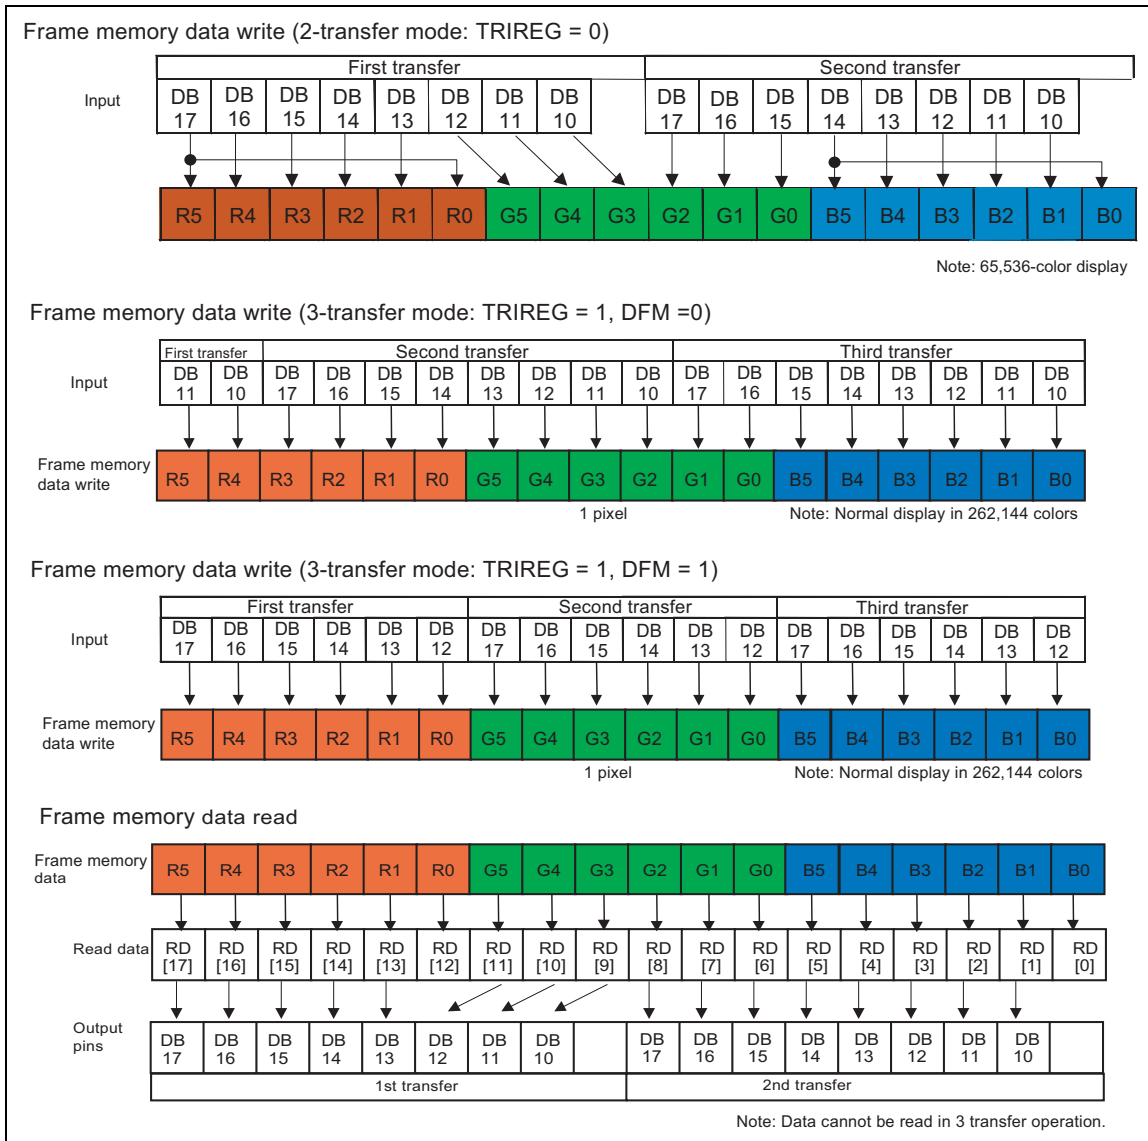 Frame memory data write (2-transfer mode: TRIREG = 0)
First transfer Second transfer
Input DB 17 DB 16 DB 15 DB 14 DB 13 DB 12 DB 11 DB 10 DB 17 DB 16 DB 15 DB 14 DB 13 DB 12 DB 11 DB 10
R5 R4 R3 R2 R1 R0 G5 G4 G3 G2 G1 G0 B5 B4 B3 B2 B1 B0
Note: 65,536-color display
Frame memory data write (3-transfer mode: TRIREG = 1, DFM =0)
First transfer Second transfer Third transfer
Input DB 11 DB 10 DB 17 DB 16 DB 15 DB 14 DB 13 DB 12 DB 11 DB 10 DB 17 DB 16 DB 15 DB 14 DB 13 DB 12 DB 11 DB 10
Frame memory data write R5 R4 R3 R2 R1 R0 G5 G4 G3 G2 G1 G0 B5 B4 B3 B2 B1 B0
1 pixel Note: Normal display in 262,144 colors
Frame memory data write (3-transfer mode: TRIREG = 1, DFM = 1)
First transfer Second transfer Third transfer
Input DB 17 DB 16 DB 15 DB 14 DB 13 DB 12 DB 17 DB 16 DB 15 DB 14 DB 13 DB 12 DB 17 DB 16 DB 15 DB 14 DB 13 DB 12
Frame memory data write R5 R4 R3 R2 R1 R0 G5 G4 G3 G2 G1 G0 B5 B4 B3 B2 B1 B0
1 pixel Note: Normal display in 262,144 colors
Frame memory data read
Frame memory data R5 R4 R3 R2 R1 R0 G5 G4 G3 G2 G1 G0 B5 B4 B3 B2 B1 B0
Read data RD [17] RD [16] RD [15] RD [14] RD [13] RD [12] RD [11] RD [10] RD [9] RD [8] RD [7] RD [6] RD [5] RD [4] RD [3] RD [2] RD [1] RD [0]
Output pins DB 17 DB 16 DB 15 DB 14 DB 13 DB 12 DB 11 DB 10 DB 17 DB 16 DB 15 DB 14 DB 13 DB 12 DB 11 DB 10
1st transfer 2nd transfer
Note: Data cannot be read in 3 transfer operation.